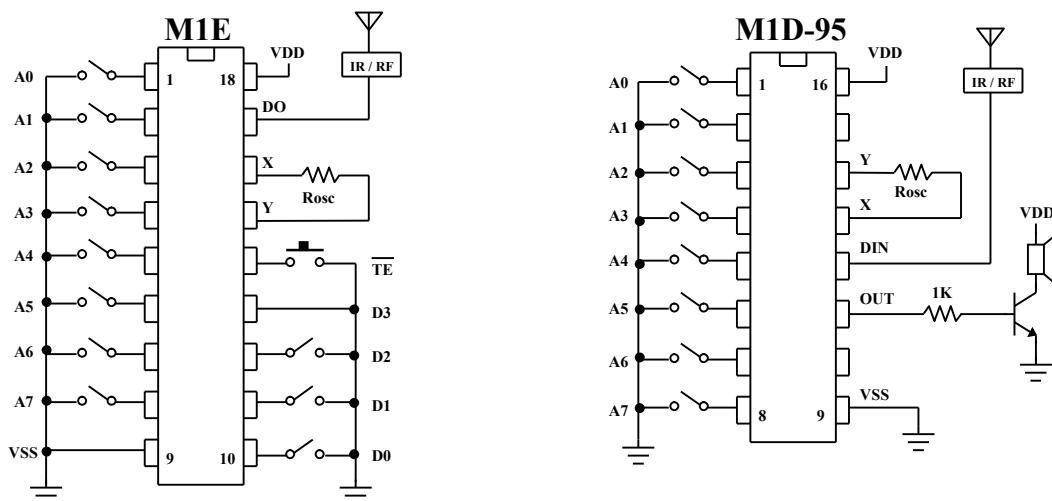 M1E
M1D-95
A0
1
18
VDD
IR / RF
A1
DO
A2
X
Rosc
A3
Y
A4
TE
A5
D3
A6
D2
A7
D1
VSS
9
10
D0
A0
1
16
VDD
IR / RF
A1
A2
Y
Rosc
A3
X
VDD
A4
DIN
A5
OUT
1K
A6
A7
8
9
VSS